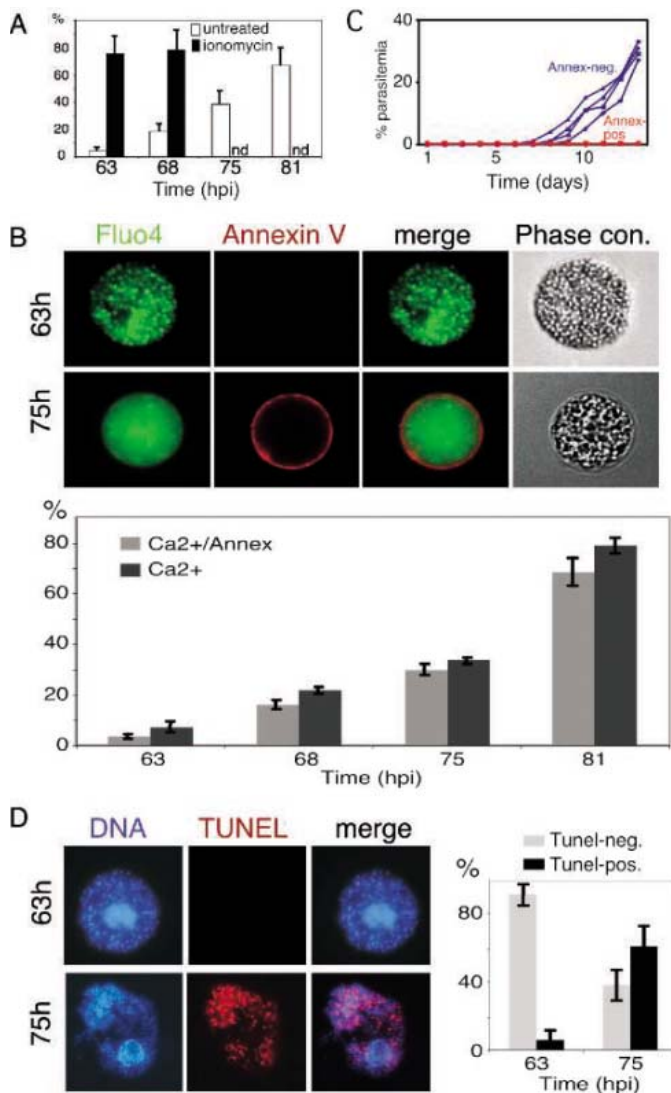 A
%
untreated
ionomycin
80
60
40
20
0
nd
nd
63
68
75
81
Time (hpi)
C
% parasitemia
40
20
0
Annex-neg.
Annex-
pos
1
5
10
Time (days)
B
Fluo4
Annexin V
merge
Phase con.
63h
75h
%
Ca2+/Annex
Ca2+
80
60
40
20
0
63
68
75
81
Time (hpi)
D
DNA
TUNEL
merge
63h
75h
Tunel-neg.
Tunel-pos.
%
80
40
0
63
75
Time (hpi)